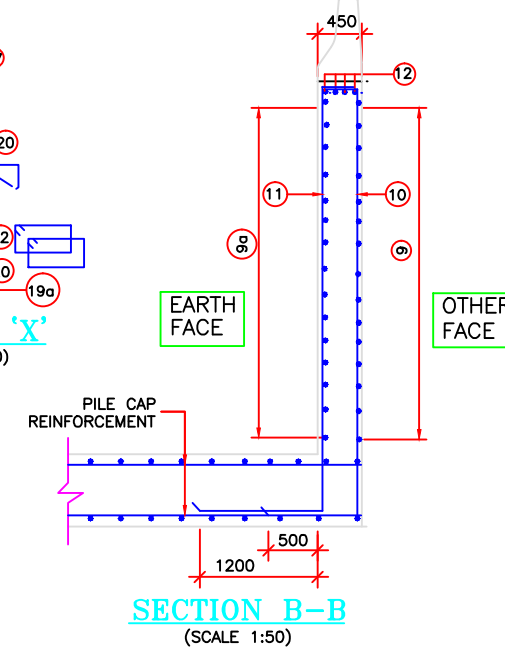 450
12
20
11
10
9a
9
2
0
19a
EARTH
FACE
OTHER
FACE
'X'
PILE CAP
REINFORCEMENT
500
1200
SECTION B-B
(SCALE 1:50)